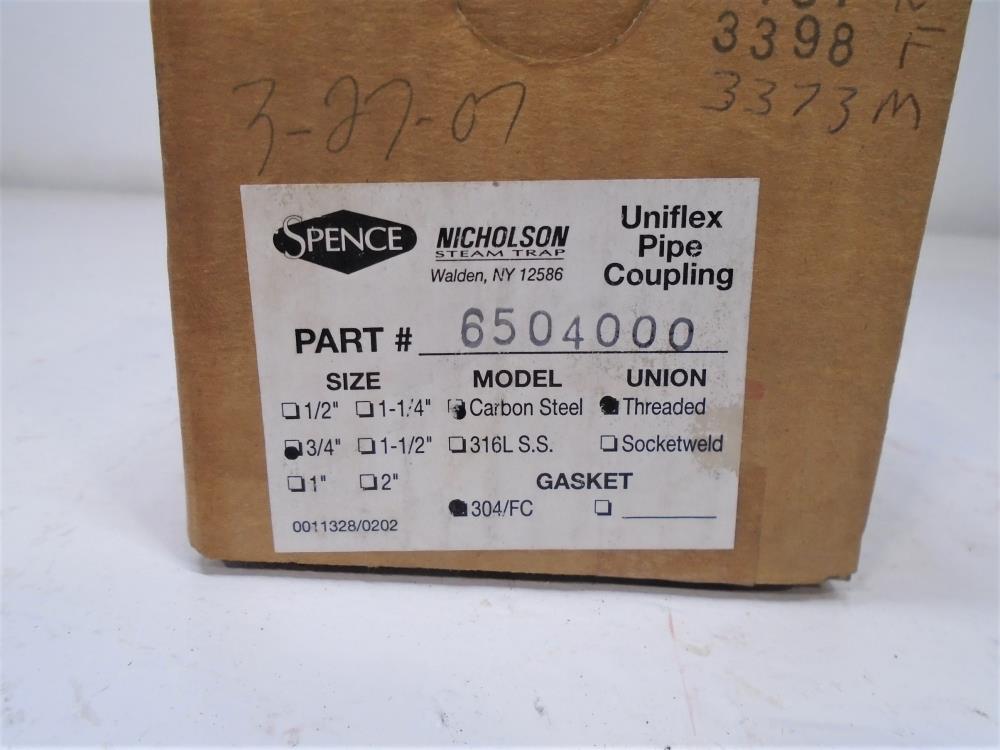 3398 F
3373 M
3-27-07
SPENCE
NICHOLSON
STEAM TRAP
Walden, NY 12586
Uniflex
Pipe
Coupling
PART # 6504000
SIZE MODEL UNION
1/2" 1-1/4" Carbon Steel Threaded
3/4" 1-1/2" 316L S.S. Socketweld
1" 2" GASKET
304/FC
0011328/0202